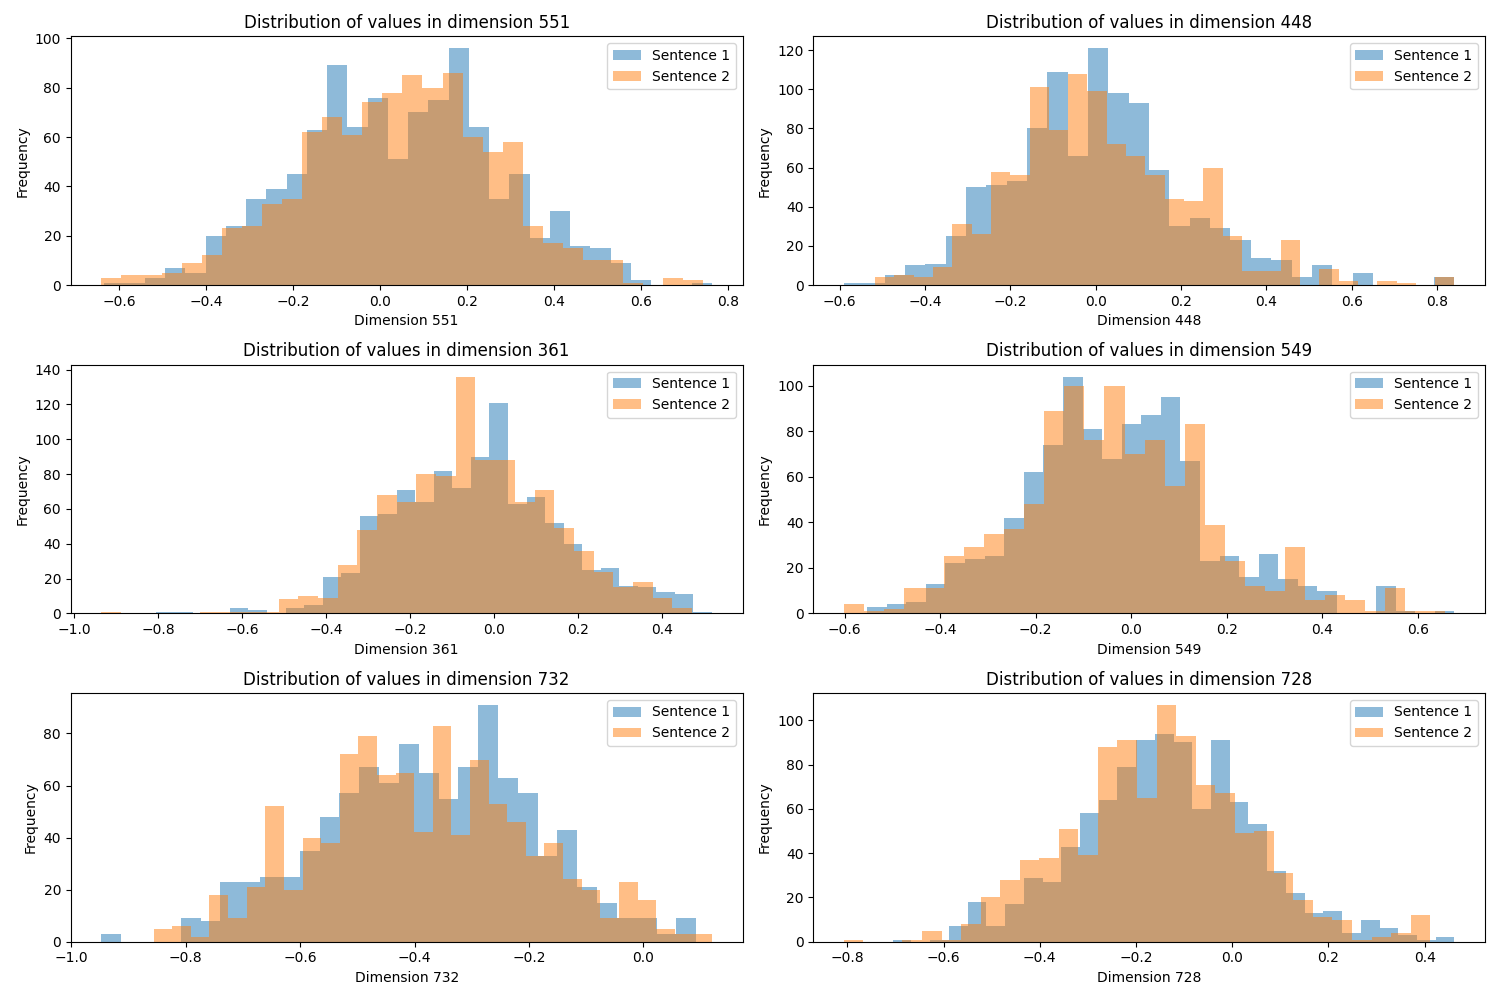 Distribution of values in dimension 551
100
80
60
40
20
0
Frequency
−0.6 −0.4 −0.2 0.0 0.2 0.4 0.6 0.8
Dimension 551
Sentence 1
Sentence 2
Distribution of values in dimension 448
120
100
80
60
40
20
0
Frequency
−0.6 −0.4 −0.2 0.0 0.2 0.4 0.6 0.8
Dimension 448
Sentence 1
Sentence 2
Distribution of values in dimension 361
140
120
100
80
60
40
20
0
Frequency
−1.0 −0.8 −0.6 −0.4 −0.2 0.0 0.2 0.4
Dimension 361
Sentence 1
Sentence 2
Distribution of values in dimension 549
100
80
60
40
20
0
Frequency
−0.6 −0.4 −0.2 0.0 0.2 0.4 0.6
Dimension 549
Sentence 1
Sentence 2
Distribution of values in dimension 732
80
60
40
20
0
Frequency
−1.0 −0.8 −0.6 −0.4 −0.2 0.0
Dimension 732
Sentence 1
Sentence 2
Distribution of values in dimension 728
100
80
60
40
20
0
Frequency
−0.8 −0.6 −0.4 −0.2 0.0 0.2 0.4
Dimension 728
Sentence 1
Sentence 2